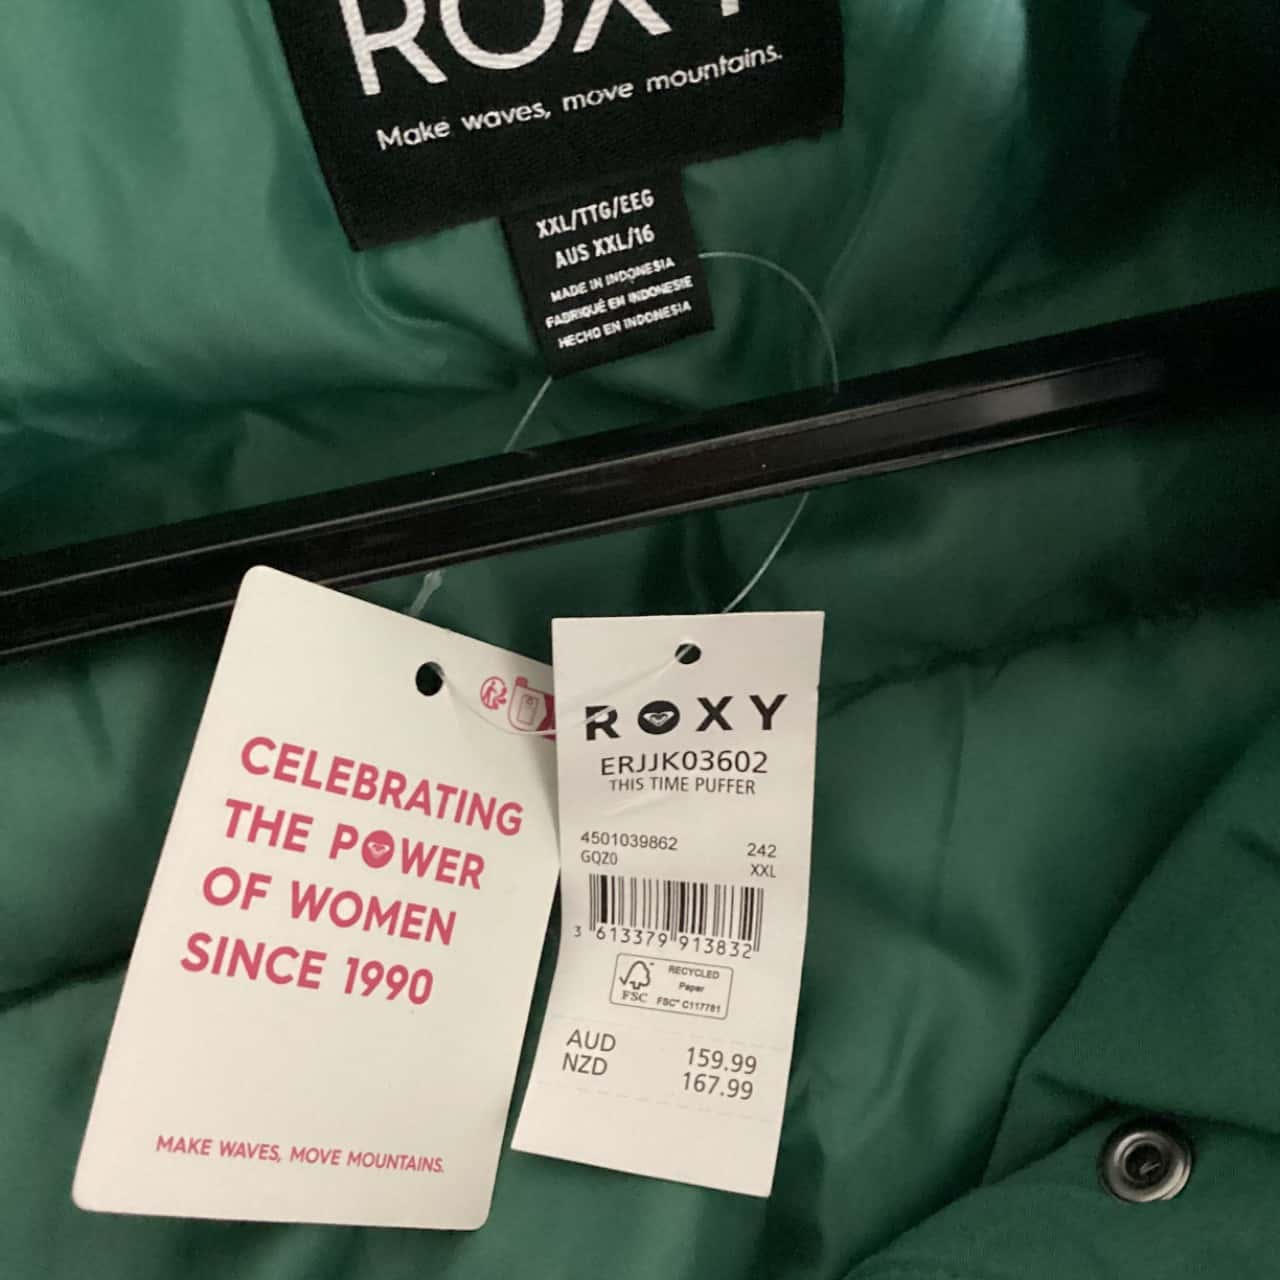 ROXY
Make waves, move mountains.
XXL/TTG/EEG
AUS XXL/16
MADE IN INDONESIA
FABRIQUÉ EN INDONESIE
HECHO EN INDONESIA
CELEBRATING
THE POWER
OF WOMEN
SINCE 1990
MAKE WAVES, MOVE MOUNTAINS.
ROXY
ERJJK03602
THIS TIME PUFFER
4501039862 242
GQZ0 XXL
3 613379 913832
FSC
RECYCLED
Paper
FSC™ C117781
AUD 159.99
NZD 167.99